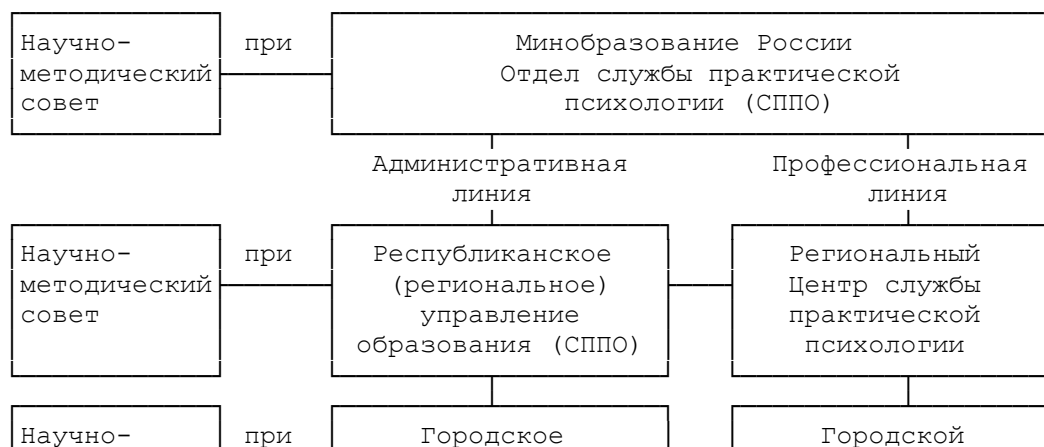 Научно- при Минобразование России
методический Отдел службы практической
совет психологии (СППО)
Административная Профессиональная
линия линия
Научно- при Республиканское Региональный
методический (региональное) Центр службы
совет управление практической
образования (СППО) психологии
Научно- при Городское Городской